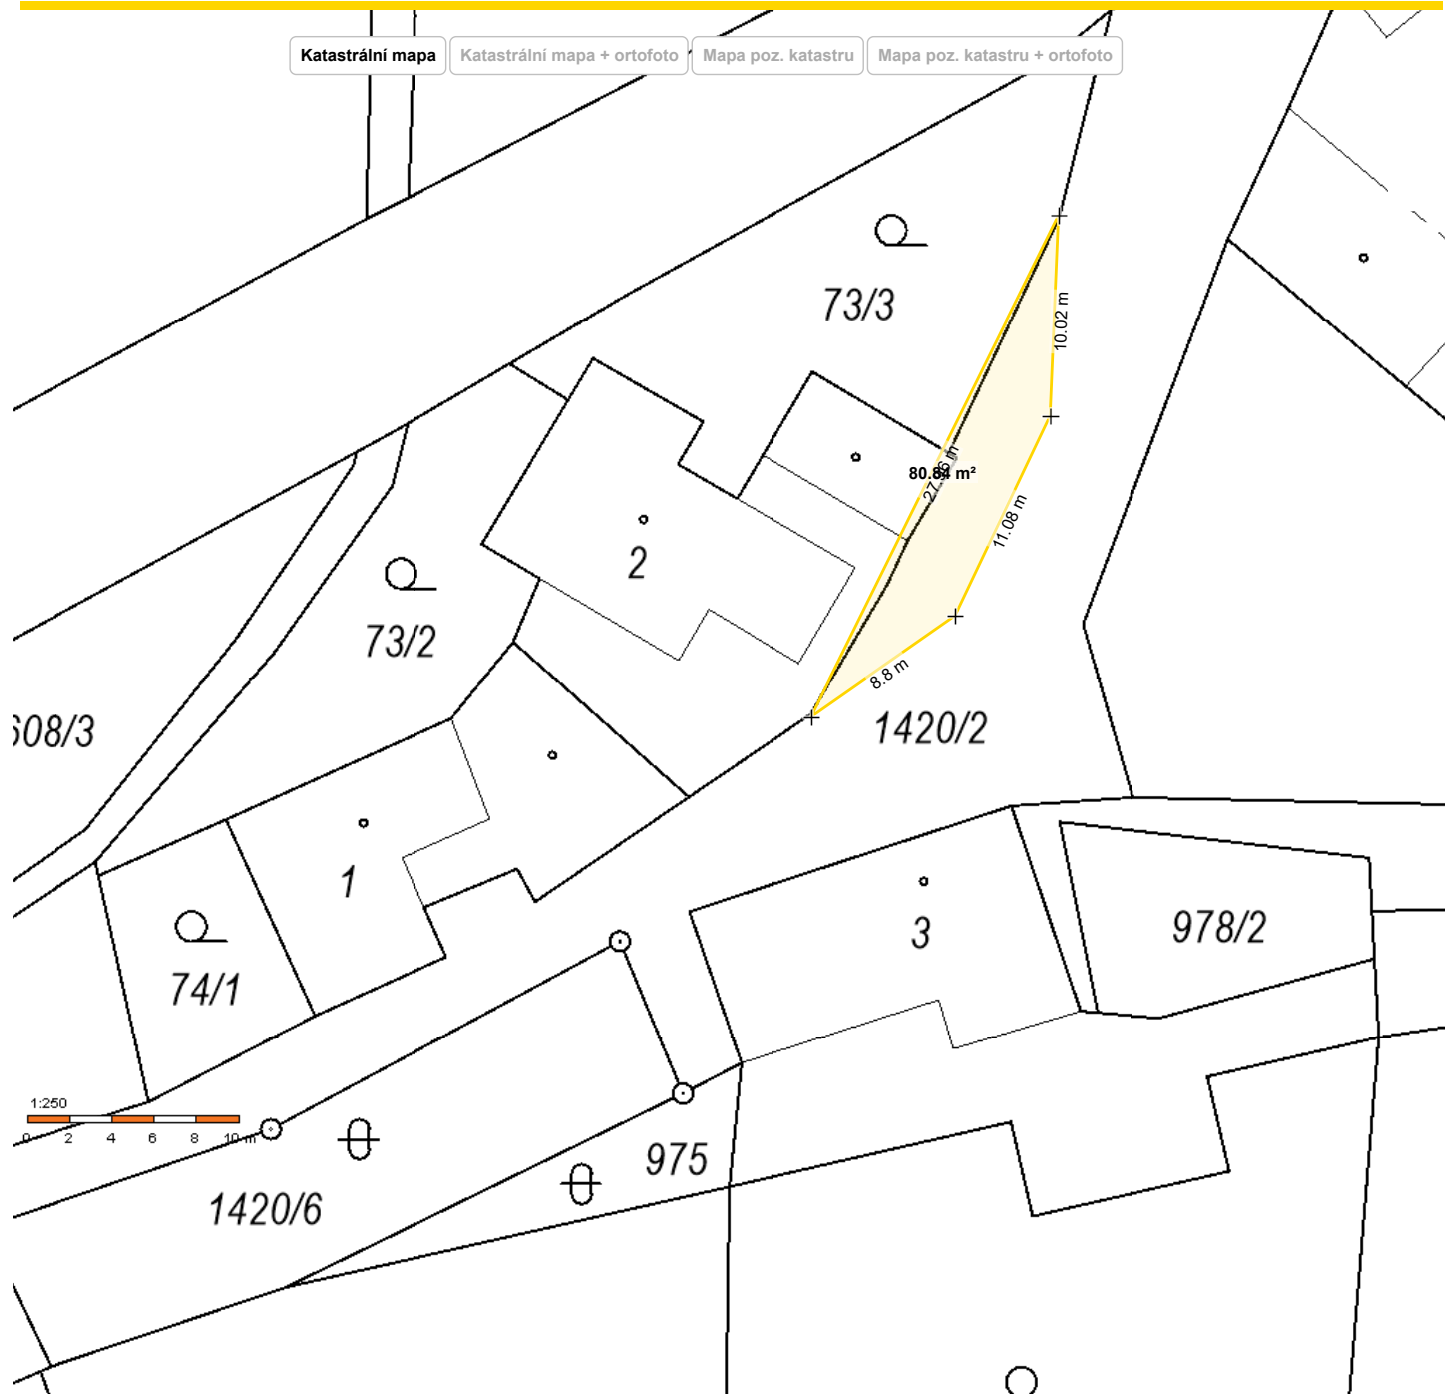 Katastrální mapa
Katastrální mapa + ortofoto
Mapa poz. katastru
Mapa poz. katastru + ortofoto
73/3
10.02 m
80.84 m²
11.08 m
2
73/2
8.8 m
608/3
1420/2
1
3
978/2
74/1
1:250
0 2 4 6 8 10 m
975
1420/6